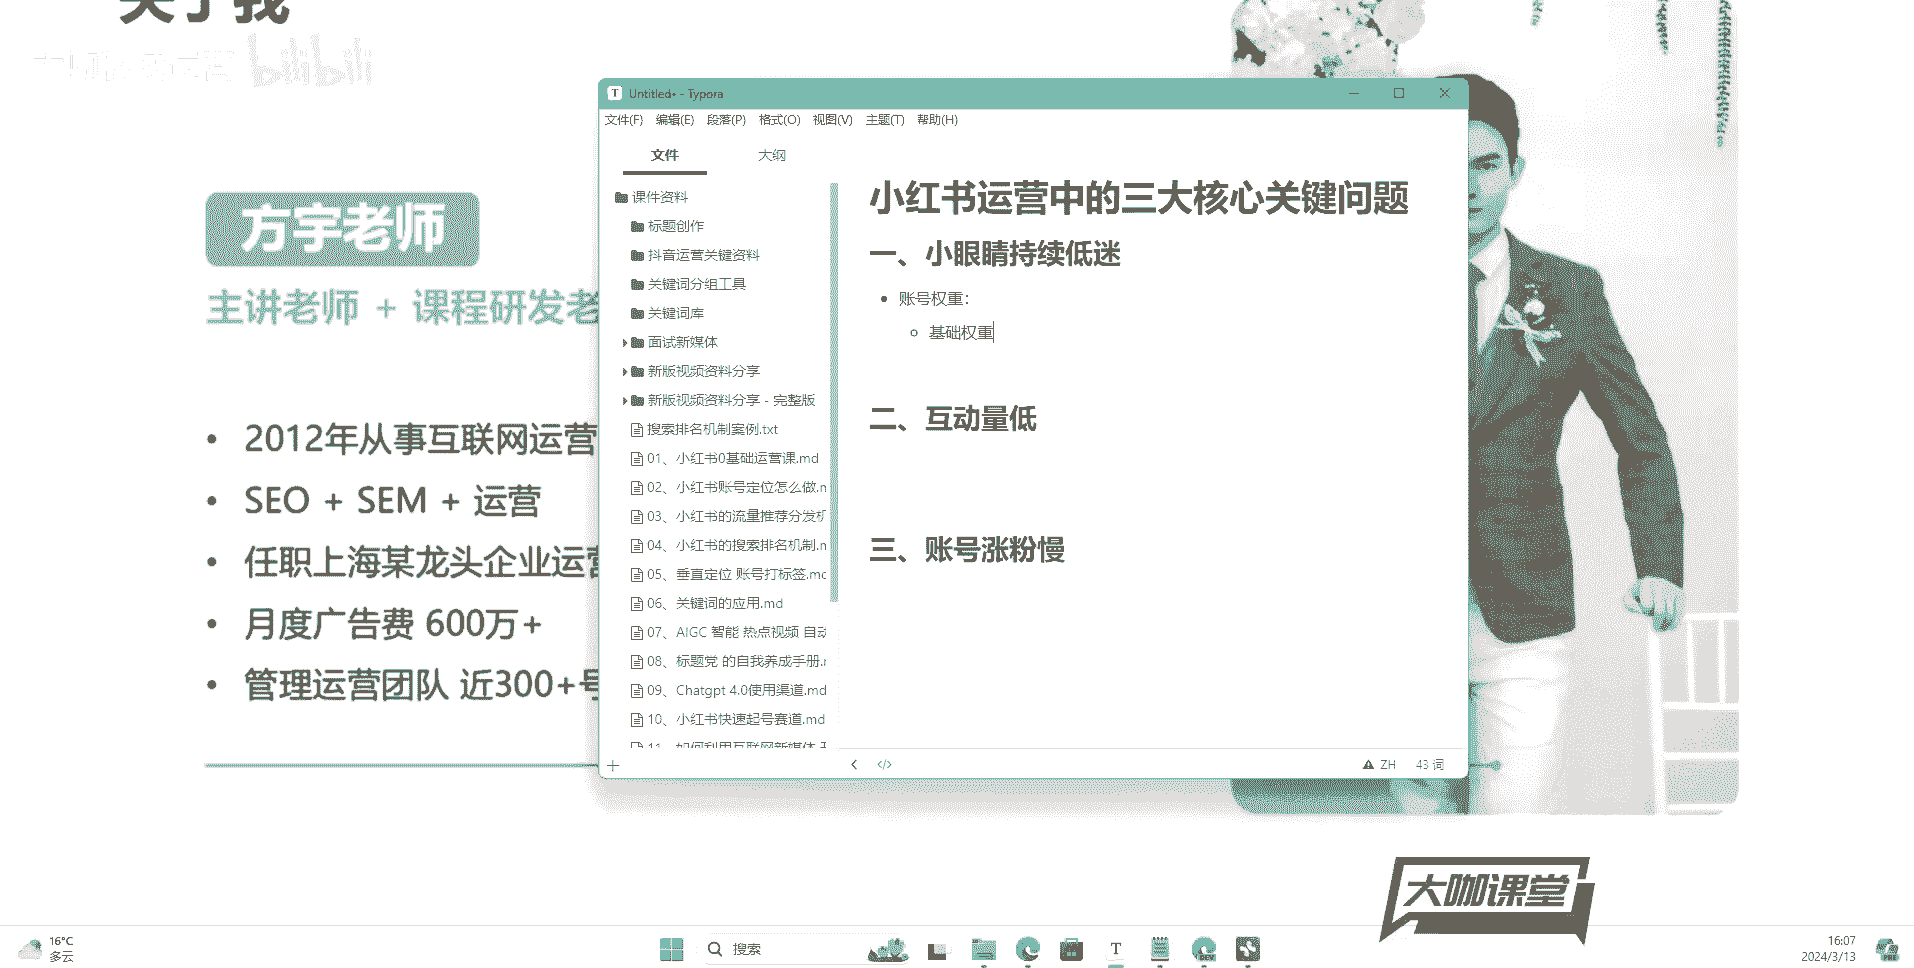 关于我
bilibili
方宇老师
主讲老师 + 课程研发老
2012年从事互联网运营
SEO + SEM + 运营
任职上海某龙头企业运营
月度广告费 600万+
管理运营团队 近300+号
Untitled• - Typora
文件(F) 编辑(E) 段落(P) 格式(O) 视图(V) 主题(T) 帮助(H)
文件 大纲
课件资料
标题创作
抖音运营关键资料
关键词分组工具
关键词库
面试新媒体
新版视频资料分享
新版视频资料分享 - 完整版
搜索排名机制案例.txt
01、小红书0基础运营课.md
02、小红书账号定位怎么做.m
03、小红书的流量推荐分发机
04、小红书的搜索排名机制.m
05、垂直定位 账号打标签.md
06、关键词的应用.md
07、AIGC 智能 热点视频 自动
08、标题党 的自我养成手册.m
09、Chatgpt 4.0使用渠道.md
10、小红书快速起号赛道.md
11、如何利用互联网新媒体
小红书运营中的三大核心关键问题
一、小眼睛持续低迷
账号权重：
基础权重
二、互动量低
三、账号涨粉慢
ZH 43 词
大咖课堂
16°C
多云
搜索
16:07
2024/3/13